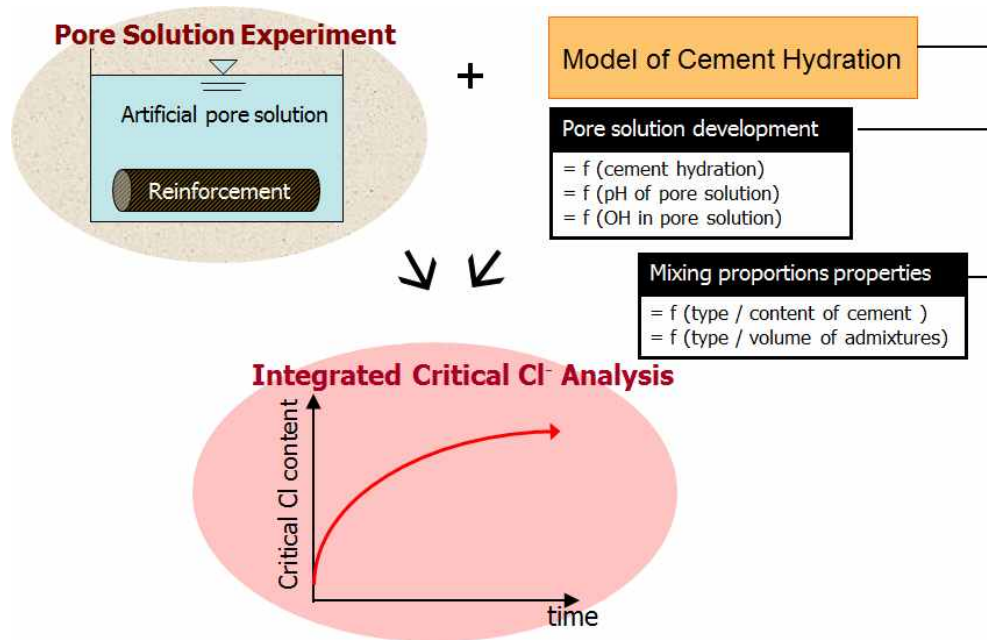 Pore Solution Experiment
Artificial pore solution
Reinforcement
+
Model of Cement Hydration
Pore solution development
= f (cement hydration)
= f (pH of pore solution)
= f (OH in pore solution)
Mixing proportions properties
= f (type / content of cement )
= f (type / volume of admixtures)
Integrated Critical Cl⁻ Analysis
Critical Cl content
time